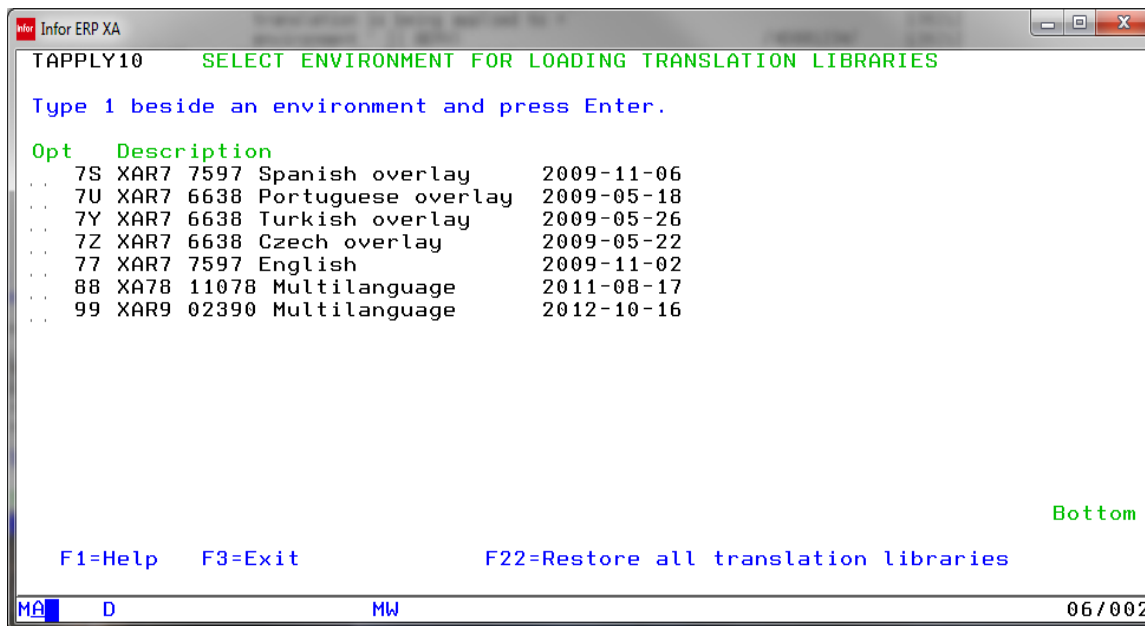 infor Infor ERP XA
TAPPLY10 SELECT ENVIRONMENT FOR LOADING TRANSLATION LIBRARIES
Type 1 beside an environment and press Enter.
Opt Description
7S XAR7 7597 Spanish overlay 2009-11-06
7U XAR7 6638 Portuguese overlay 2009-05-18
7Y XAR7 6638 Turkish overlay 2009-05-26
7Z XAR7 6638 Czech overlay 2009-05-22
77 XAR7 7597 English 2009-11-02
88 XA78 11078 Multilanguage 2011-08-17
99 XAR9 02390 Multilanguage 2012-10-16
Bottom
F1=Help F3=Exit F22=Restore all translation libraries
MA D MW 06/002